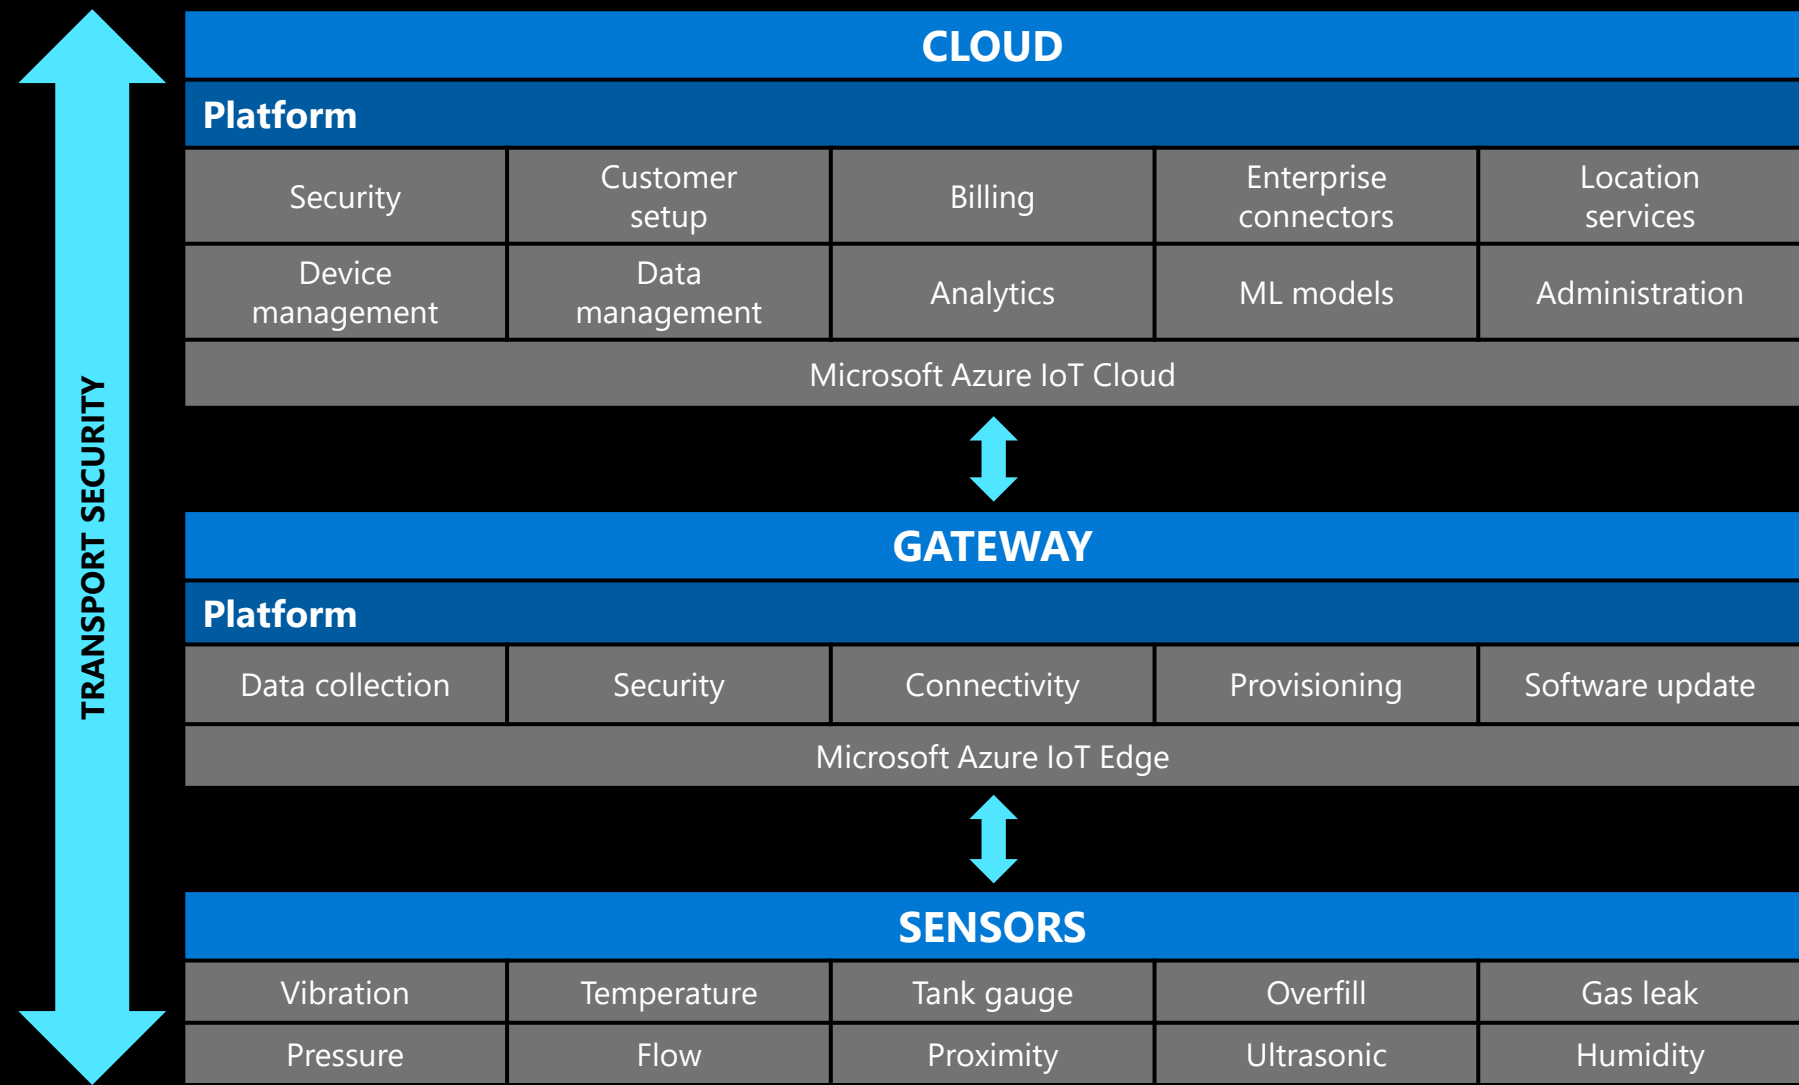 TRANSPORT SECURITY
CLOUD
Platform
Security
Customer
setup
Billing
Enterprise
connectors
Location
services
Device
management
Data
management
Analytics
ML models
Administration
Microsoft Azure IoT Cloud
GATEWAY
Platform
Data collection
Security
Connectivity
Provisioning
Software update
Microsoft Azure IoT Edge
SENSORS
Vibration
Temperature
Tank gauge
Overfill
Gas leak
Pressure
Flow
Proximity
Ultrasonic
Humidity